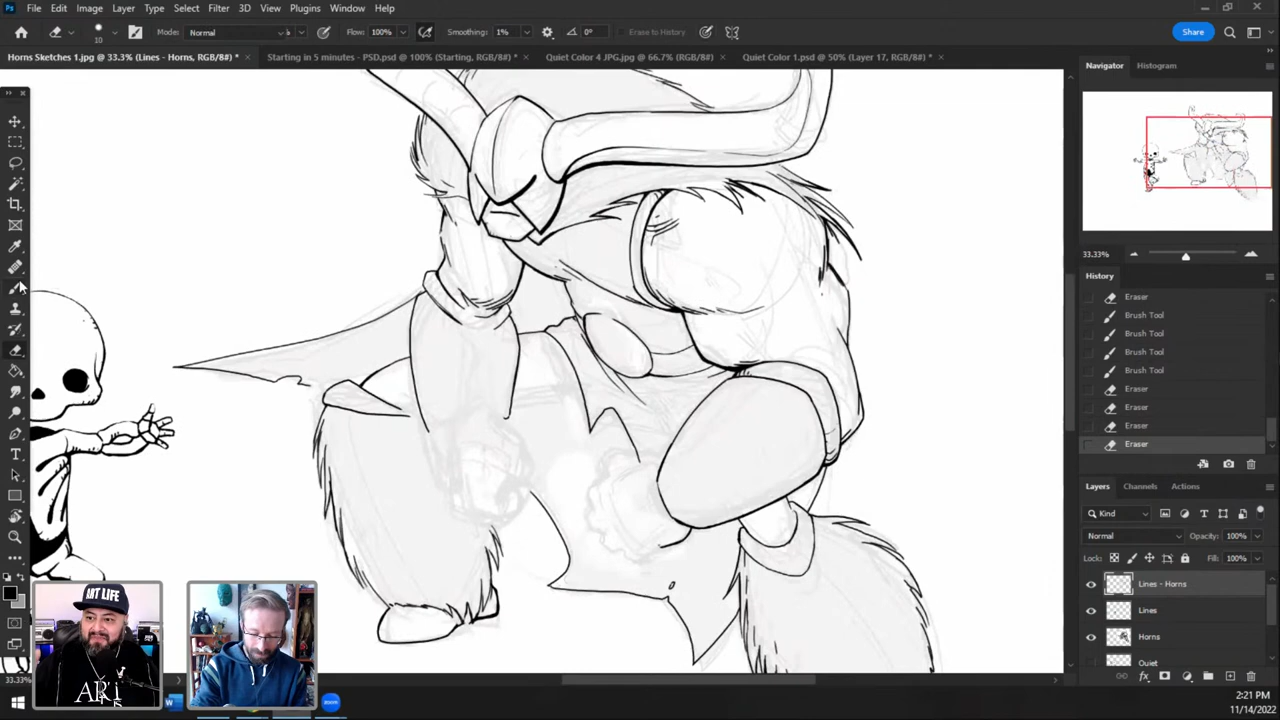 File Edit Image Layer Type Select Filter 3D View Plugins Window Help
10 Mode: Normal Flow: 100% Smoothing: 1% 0° Erase to History Share
Horns Sketches 1.jpg @ 33.3% (Lines - Horns, RGB/8#) * Starting in 5 minutes - PSD.psd @ 100% (Starting, RGB/8#) * Quiet Color 4 JPG.jpg @ 66.7% (RGB/8#) Quiet Color 1.psd @ 50% (Layer 17, RGB/8#) *
Navigator Histogram
33.33%
History
Eraser
Brush Tool
Brush Tool
Brush Tool
Brush Tool
Eraser
Eraser
Eraser
Eraser
Layers Channels Actions
Kind
Normal Opacity: 100%
Lock: Fill: 100%
Lines - Horns
Lines
Horns
Quiet
33.33%
ART LIFE
2:21 PM
11/14/2022